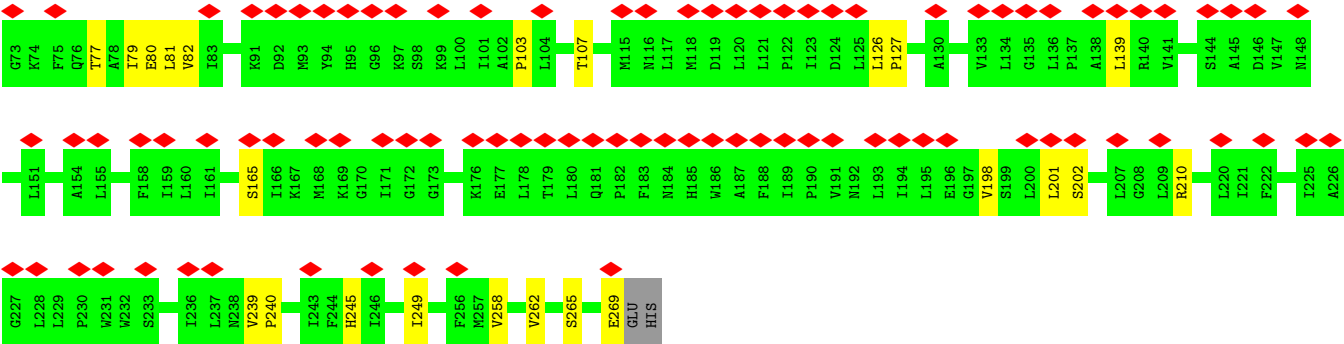 G73 K74 F75 Q76 T77 A78 I79 E80 L81 V82 I83 K91 D92 M93 Y94 H95 G96 K97 S98 K99 L100 I101 A102 P103 L104 T107 M115 N116 L117 M118 D119 L120 L121 P122 I123 D124 L125 L126 P127 A130 V133 L134 G135 L136 P137 A138 L139 R140 V141 S144 A145 D146 V147 N148
L151 A154 L155 F158 I159 L160 I161 S165 I166 K167 M168 K169 G170 I171 G172 G173 K176 E177 L178 T179 L180 Q181 P182 F183 N184 H185 W186 A187 F188 I189 P190 V191 N192 L193 I194 L195 E196 G197 V198 S199 L200 L201 S202 L207 G208 L209 R210 L220 I221 F222 I225 A226
G227 L228 L229 P230 W231 W232 S233 I236 L237 N238 V239 P240 I243 F244 H245 I246 I249 F256 M257 V258 V262 S265 E269 GLU HIS